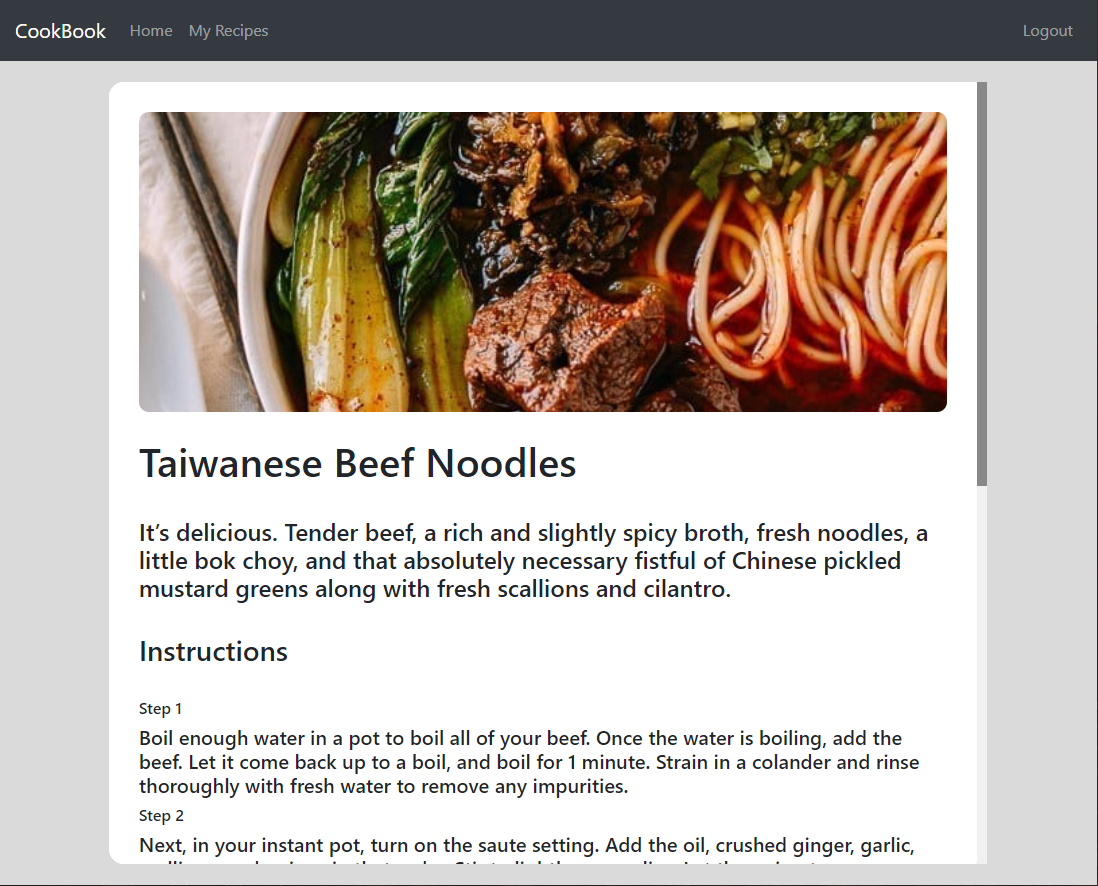 CookBook Home My Recipes Logout
Taiwanese Beef Noodles
It’s delicious. Tender beef, a rich and slightly spicy broth, fresh noodles, a
little bok choy, and that absolutely necessary fistful of Chinese pickled
mustard greens along with fresh scallions and cilantro.
Instructions
Step 1
Boil enough water in a pot to boil all of your beef. Once the water is boiling, add the
beef. Let it come back up to a boil, and boil for 1 minute. Strain in a colander and rinse
thoroughly with fresh water to remove any impurities.
Step 2
Next, in your instant pot, turn on the saute setting. Add the oil, crushed ginger, garlic,